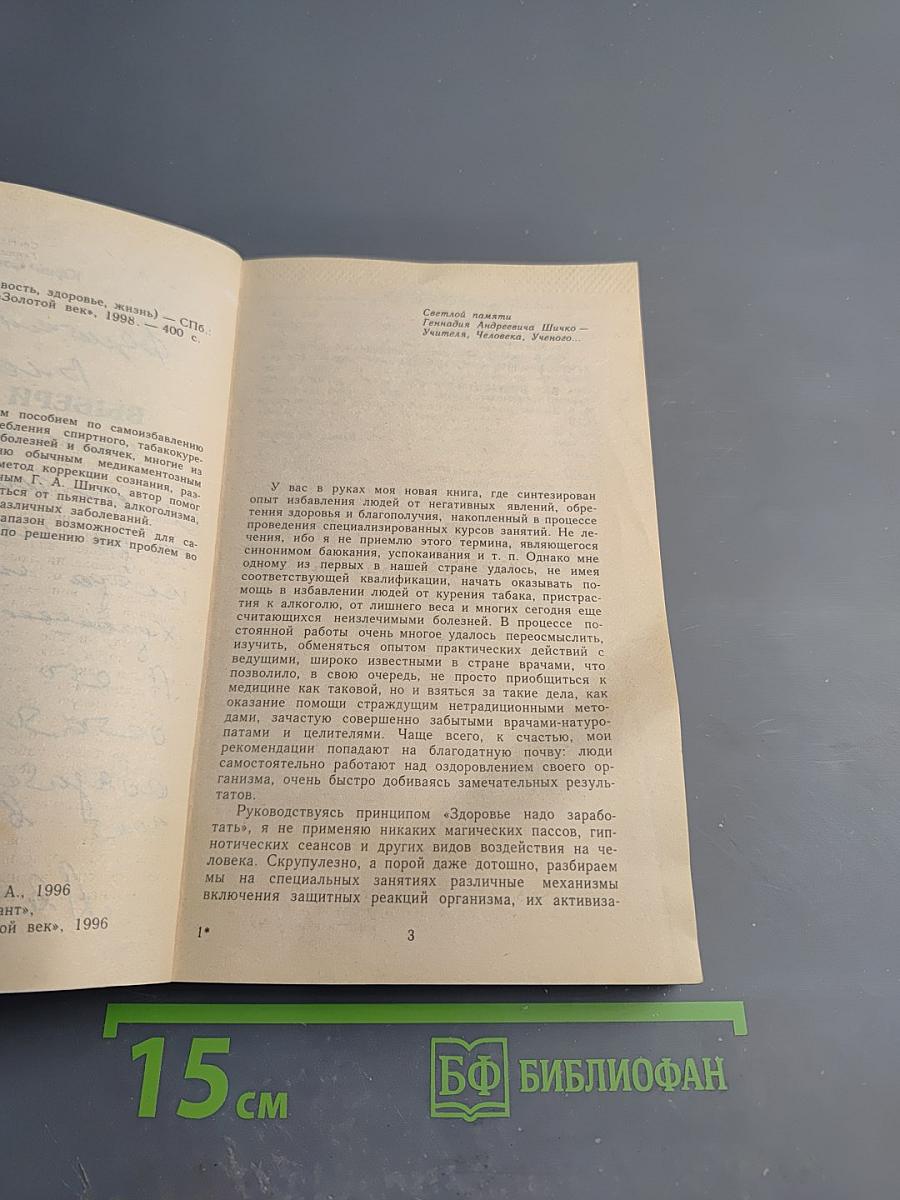 вость, здоровье, жизнь) — СПб.:
«Золотой век», 1998. — 400 с.
м пособием по самоизбавлению
ебления спиртного, табакокуре-
болезней и болячек, многие из
ию обычным медикаментозным
метод коррекции сознания, раз-
ным Г. А. Шичко, автор помог
ться от пьянства, алкоголизма,
азличных заболеваний.
апазон возможностей для са-
по решению этих проблем во
А., 1996
ант»,
ой век», 1996
Светлой памяти
Геннадия Андреевича Шичко —
Учителя, Человека, Ученого...
У вас в руках моя новая книга, где синтезирован
опыт избавления людей от негативных явлений, обре-
тения здоровья и благополучия, накопленный в процессе
проведения специализированных курсов занятий. Не ле-
чения, ибо я не приемлю этого термина, являющегося
синонимом баюкания, успокаивания и т. п. Однако мне
одному из первых в нашей стране удалось, не имея
соответствующей квалификации, начать оказывать по-
мощь в избавлении людей от курения табака, пристрас-
тия к алкоголю, от лишнего веса и многих сегодня еще
считающихся неизлечимыми болезней. В процессе по-
стоянной работы очень многое удалось переосмыслить,
изучить, обменяться опытом практических действий с
ведущими, широко известными в стране врачами, что
позволило, в свою очередь, не просто приобщиться к
медицине как таковой, но и взяться за такие дела, как
оказание помощи страждущим нетрадиционными мето-
дами, зачастую совершенно забытыми врачами-натуро-
патами и целителями. Чаще всего, к счастью, мои
рекомендации попадают на благодатную почву: люди
самостоятельно работают над оздоровлением своего ор-
ганизма, очень быстро добиваясь замечательных резуль-
татов.
Руководствуясь принципом «Здоровье надо зарабо-
тать», я не применяю никаких магических пассов, гип-
нотических сеансов и других видов воздействия на че-
ловека. Скрупулезно, а порой даже дотошно, разбираем
мы на специальных занятиях различные механизмы
включения защитных реакций организма, их активиза-
1*
3
15 см
БФ БИБЛИОФАН